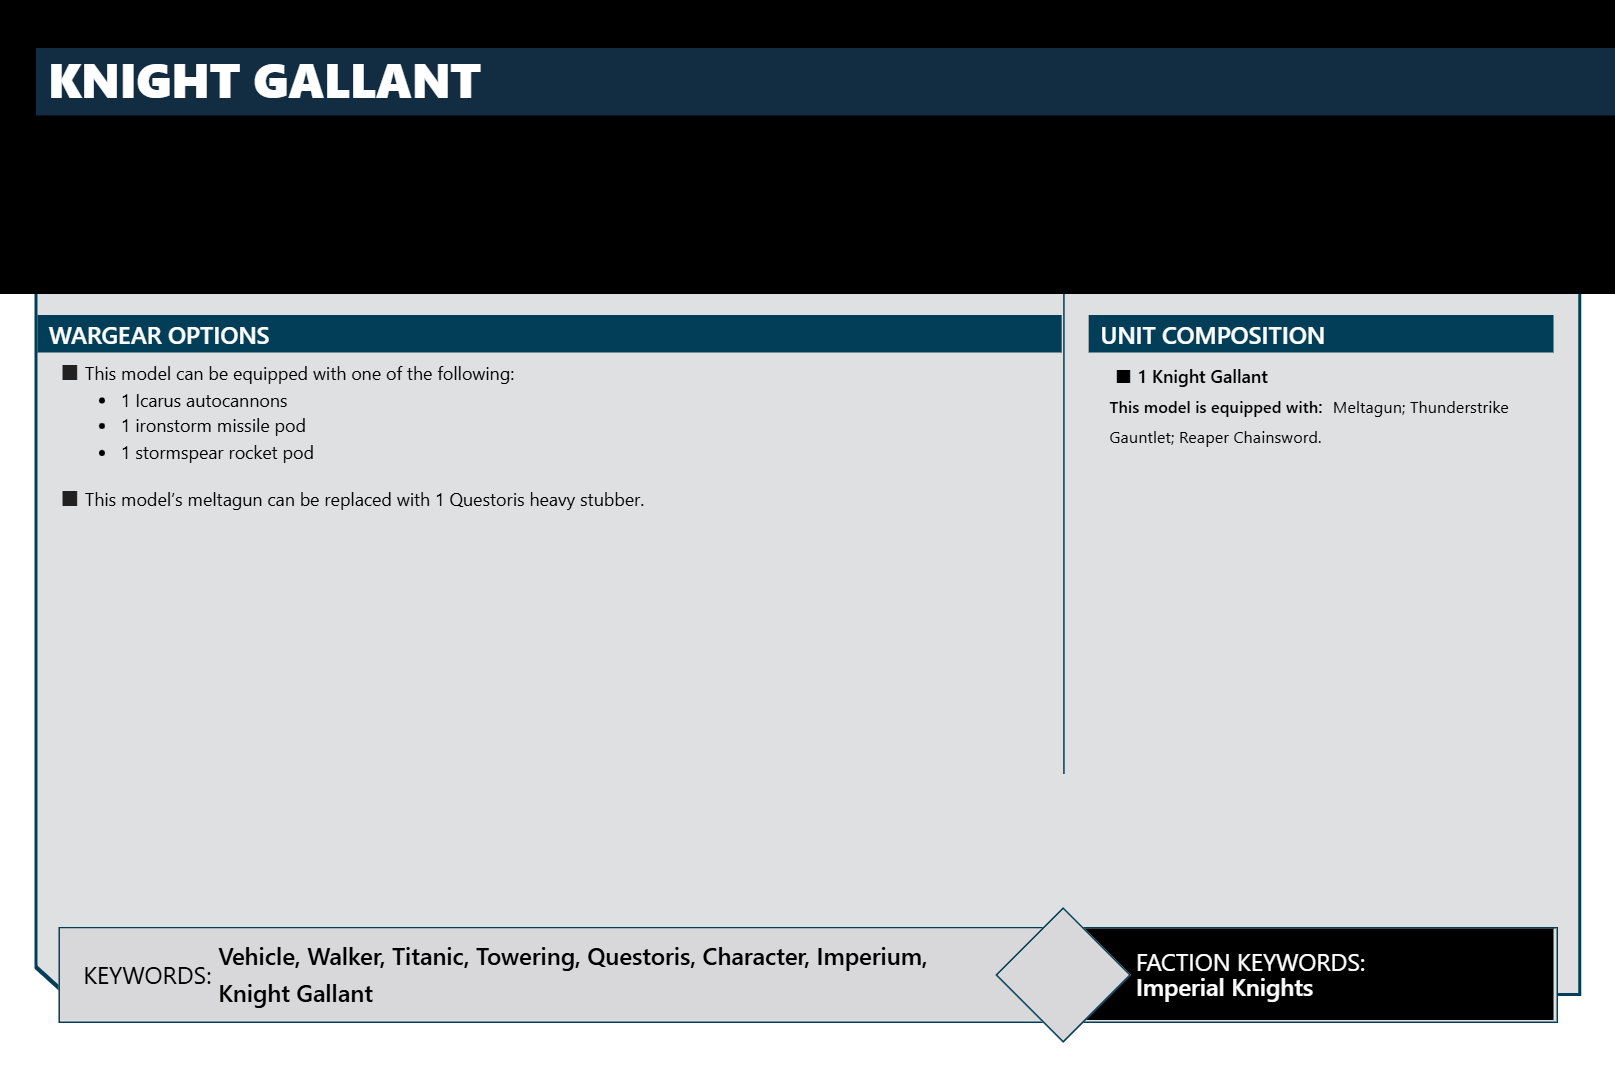 KNIGHT GALLANT
WARGEAR OPTIONS
■ This model can be equipped with one of the following:
• 1 Icarus autocannons
• 1 ironstorm missile pod
• 1 stormspear rocket pod
■ This model's meltagun can be replaced with 1 Questoris heavy stubber.
UNIT COMPOSITION
■ 1 Knight Gallant
This model is equipped with: Meltagun; Thunderstrike
Gauntlet; Reaper Chainsword.
KEYWORDS: Vehicle, Walker, Titanic, Towering, Questoris, Character, Imperium,
Knight Gallant
FACTION KEYWORDS:
Imperial Knights